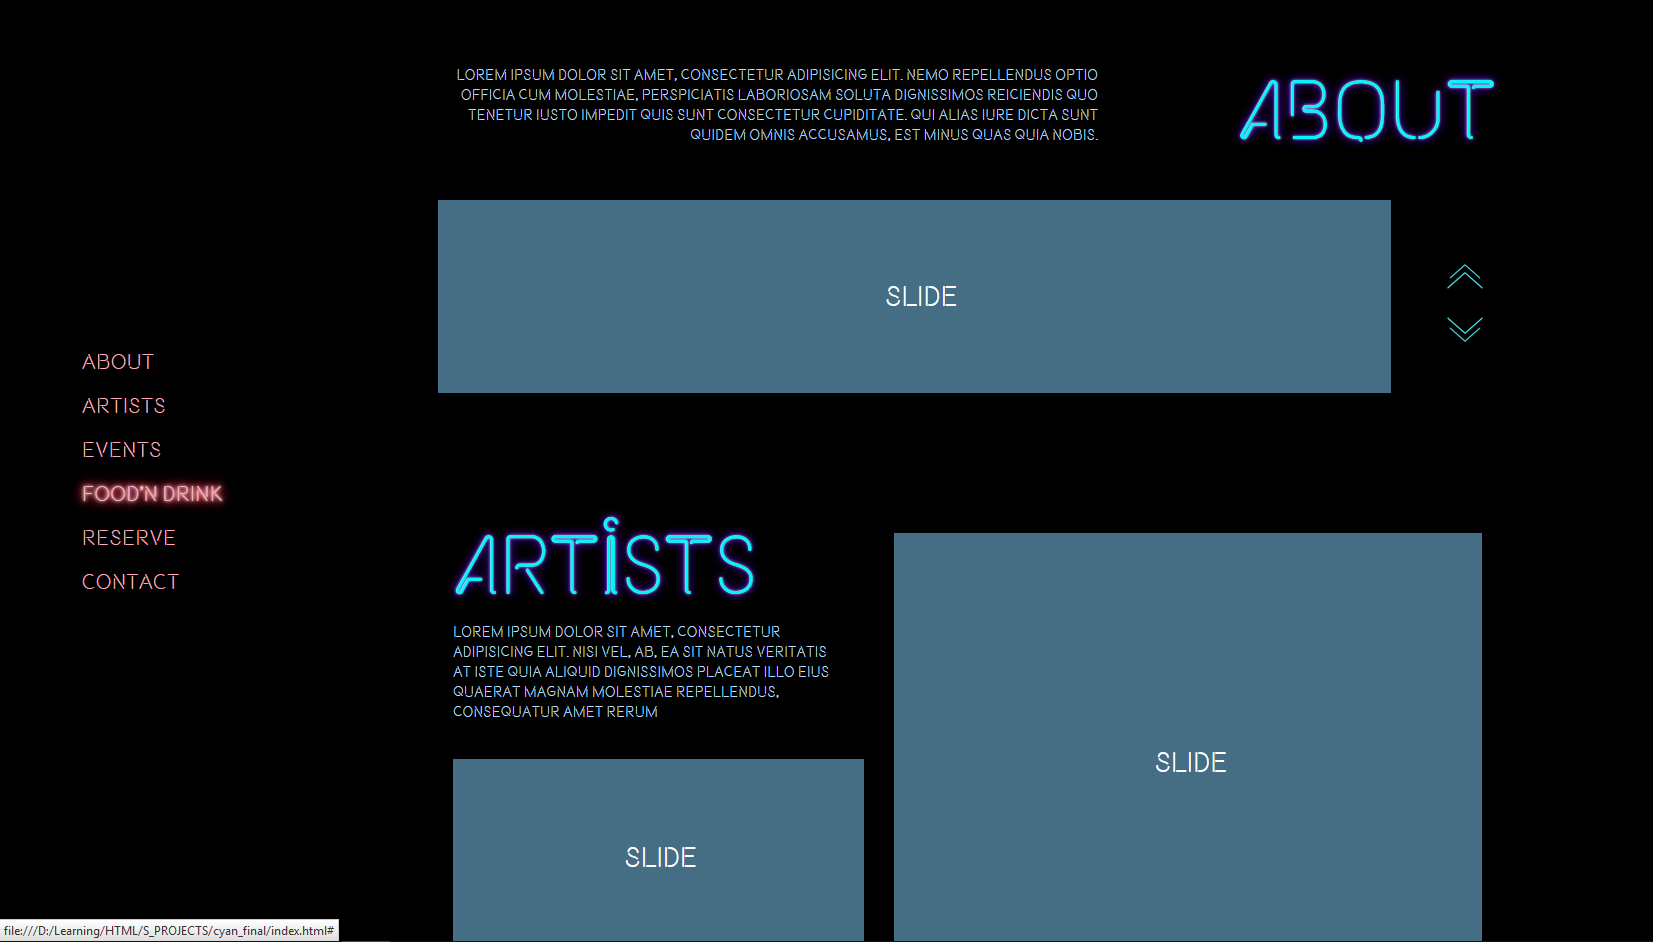 LOREM IPSUM DOLOR SIT AMET, CONSECTETUR ADIPISICING ELIT. NEMO REPELLENDUS OPTIO
OFFICIA CUM MOLESTIAE, PERSPICIATIS LABORIOSAM SOLUTA DIGNISSIMOS REICIENDIS QUO
TENETUR IUSTO IMPEDIT QUIS SUNT CONSECTETUR CUPIDITATE. QUI ALIAS IURE DICTA SUNT
QUIDEM OMNIS ACCUSAMUS, EST MINUS QUAS QUIA NOBIS.
ABOUT
SLIDE
ABOUT
ARTISTS
EVENTS
FOOD'N DRINK
RESERVE
CONTACT
ARTiSTS
LOREM IPSUM DOLOR SIT AMET, CONSECTETUR
ADIPISICING ELIT. NISI VEL, AB, EA SIT NATUS VERITATIS
AT ISTE QUIA ALIQUID DIGNISSIMOS PLACEAT ILLO EIUS
QUAERAT MAGNAM MOLESTIAE REPELLENDUS,
CONSEQUATUR AMET RERUM
SLIDE
SLIDE
file:///D:/Learning/HTML/S_PROJECTS/cyan_final/index.html#